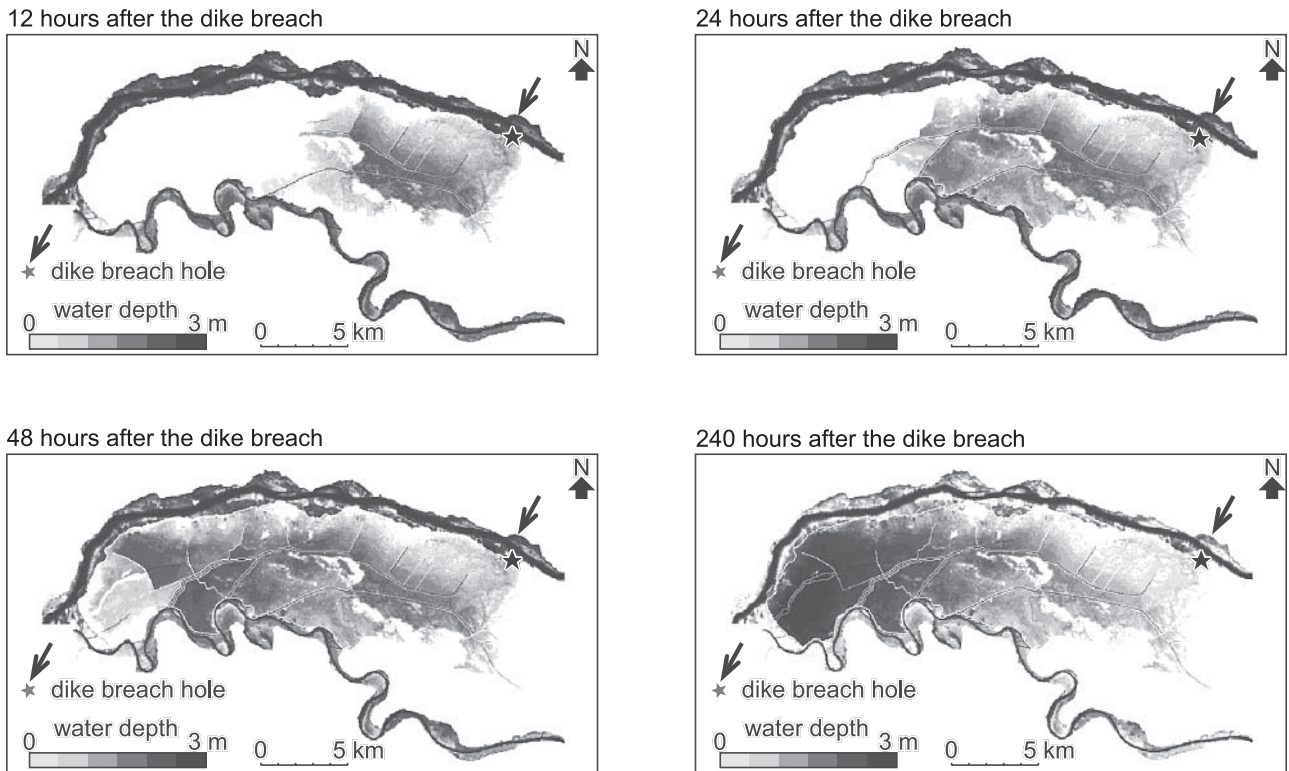 12 hours after the dike breach
N
dike breach hole
water depth
0 3 m
0 5 km
24 hours after the dike breach
N
dike breach hole
water depth
0 3 m
0 5 km
48 hours after the dike breach
N
dike breach hole
water depth
0 3 m
0 5 km
240 hours after the dike breach
N
dike breach hole
water depth
0 3 m
0 5 km